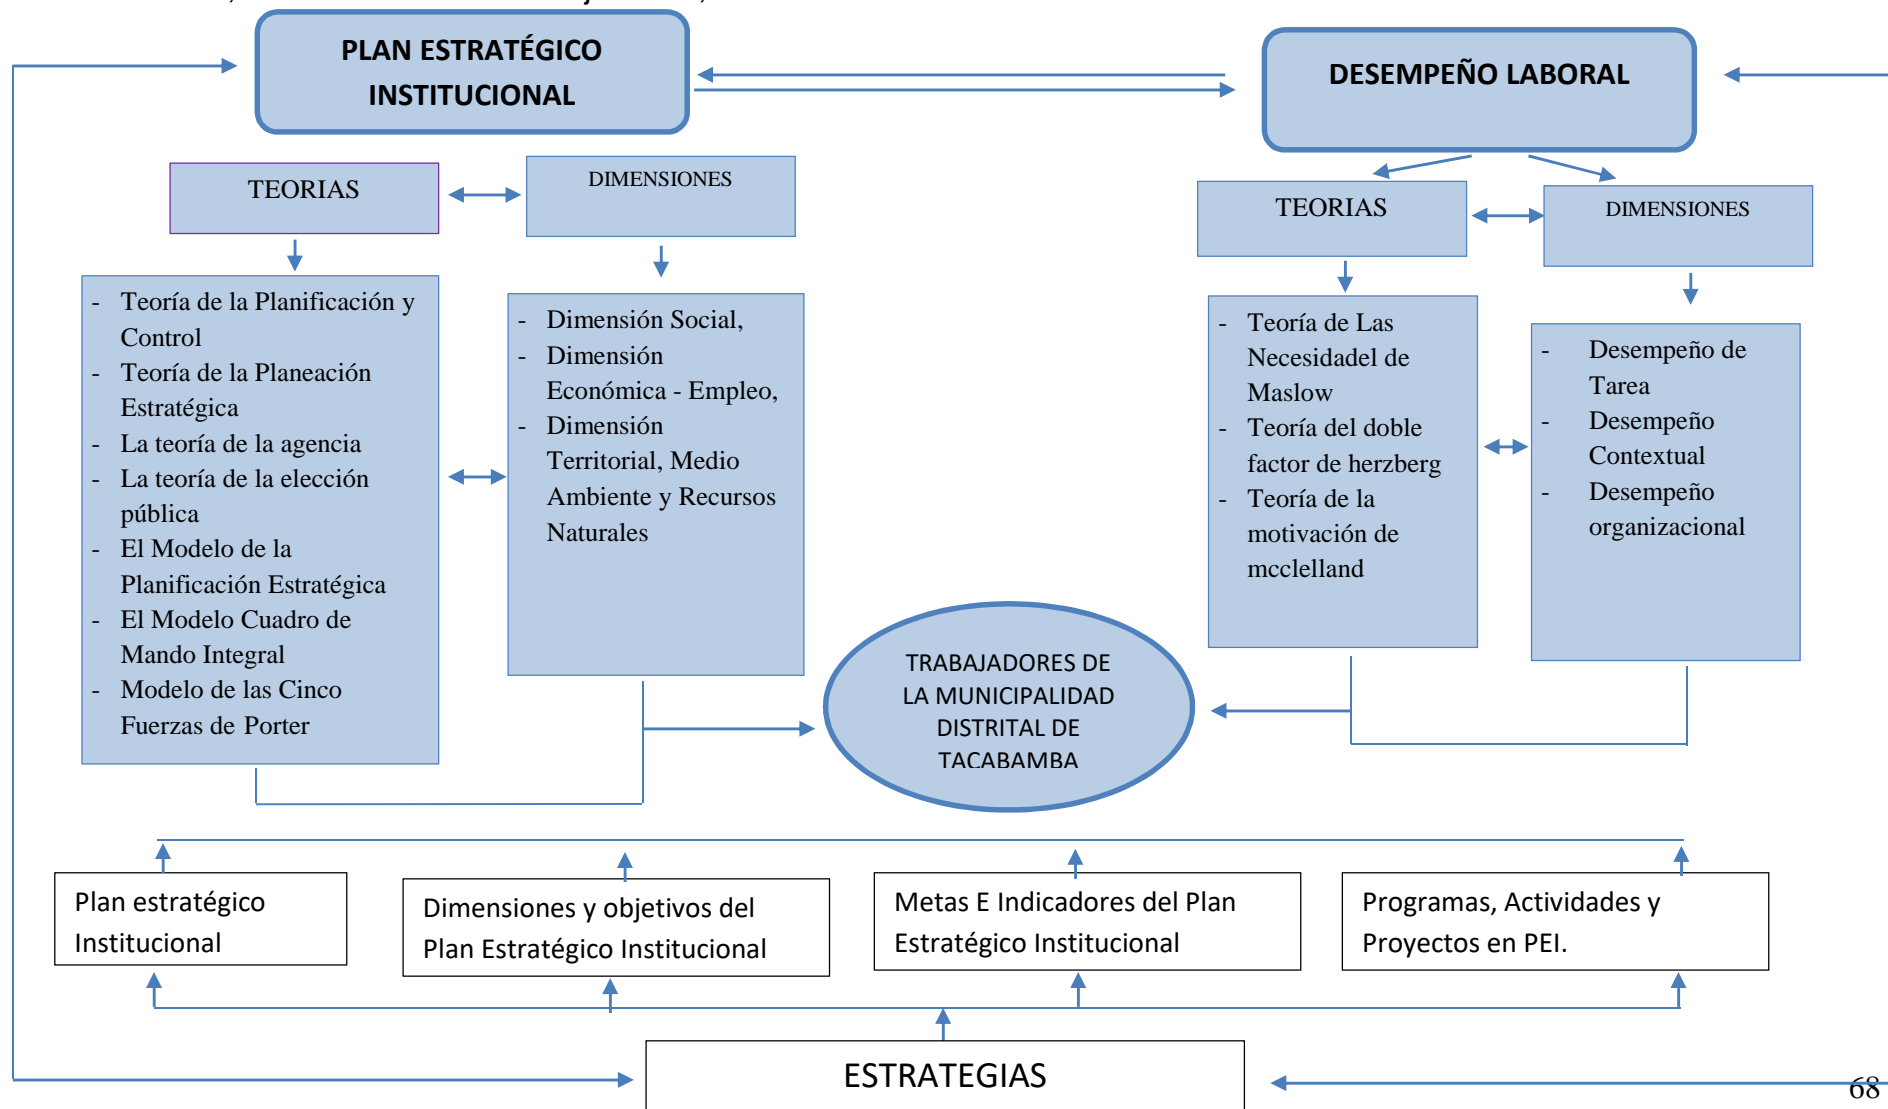 PLAN ESTRATÉGICO
INSTITUCIONAL
DESEMPEÑO LABORAL
TEORIAS
DIMENSIONES
TEORIAS
DIMENSIONES
- Teoría de la Planificación y
Control
- Teoría de la Planeación
Estratégica
- La teoría de la agencia
- La teoría de la elección
pública
- El Modelo de la
Planificación Estratégica
- El Modelo Cuadro de
Mando Integral
- Modelo de las Cinco
Fuerzas de Porter
- Dimensión Social,
- Dimensión
Económica - Empleo,
- Dimensión
Territorial, Medio
Ambiente y Recursos
Naturales
- Teoría de Las
Necesidadel de
Maslow
- Teoría del doble
factor de herzberg
- Teoría de la
motivación de
mcclelland
- Desempeño de
Tarea
- Desempeño
Contextual
- Desempeño
organizacional
TRABAJADORES DE
LA MUNICIPALIDAD
DISTRITAL DE
TACABAMBA
Plan estratégico
Institucional
Dimensiones y objetivos del
Plan Estratégico Institucional
Metas E Indicadores del Plan
Estratégico Institucional
Programas, Actividades y
Proyectos en PEI.
ESTRATEGIAS
68